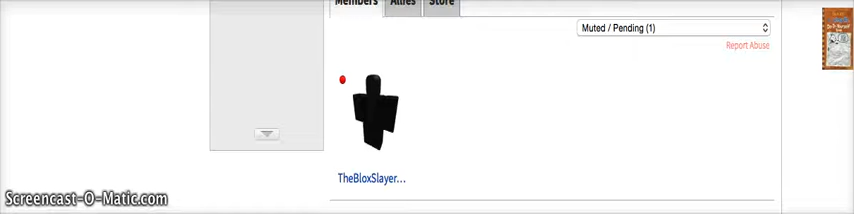 Members Allies Store
Muted / Pending (1)
Report Abuse
TheBloxSlayer...
Screencast-O-Matic.com